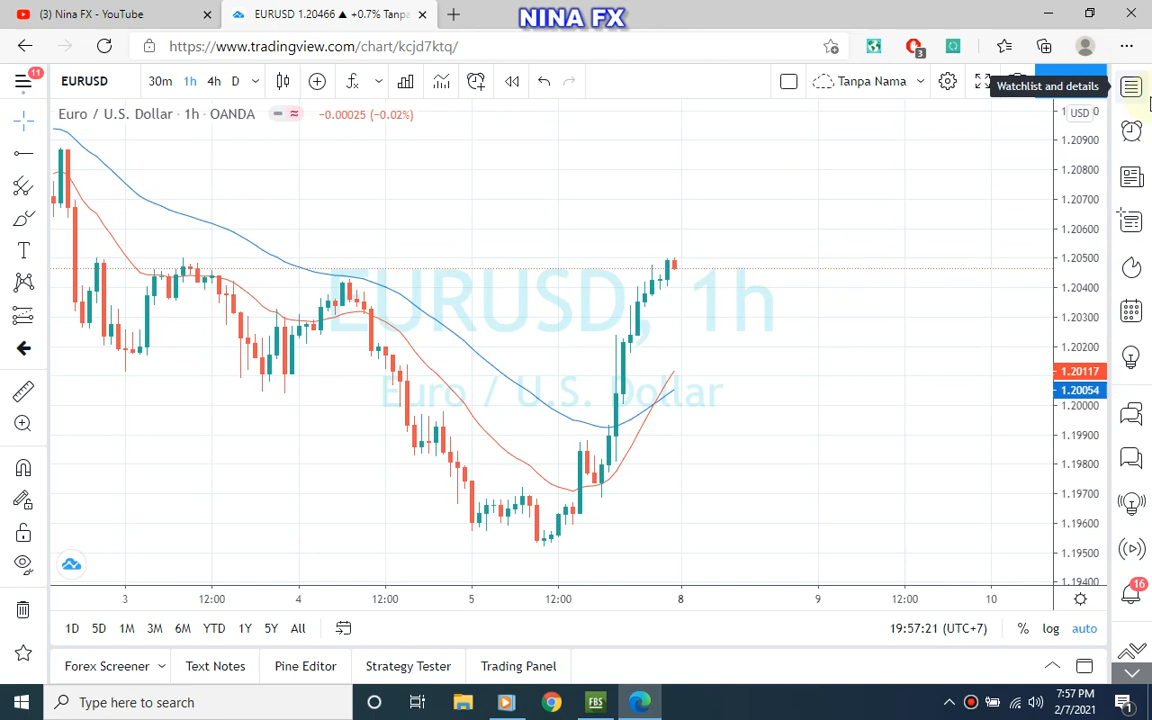 (3) Nina FX - YouTube
EURUSD 1.20466 ▲ +0.7% Tanpa
NINA FX
https://www.tradingview.com/chart/kcjd7ktq/
3
11
EURUSD
30m
1h
4h
D
Tanpa Nama
Watchlist and details
Euro / U.S. Dollar · 1h · OANDA
−0.00025 (−0.02%)
USD
1.20900
1.20800
1.20700
1.20600
1.20500
1.20400
1.20300
1.20200
1.20117
1.20054
1.20000
1.19900
1.19800
1.19700
1.19600
1.19500
1.19400
EURUSD, 1h
Euro / U.S. Dollar
3
12:00
4
12:00
5
12:00
8
9
12:00
10
16
1D
5D
1M
3M
6M
YTD
1Y
5Y
All
19:57:21 (UTC+7)
%
log
auto
Forex Screener
Text Notes
Pine Editor
Strategy Tester
Trading Panel
Type here to search
FBS
7:57 PM
2/7/2021
1